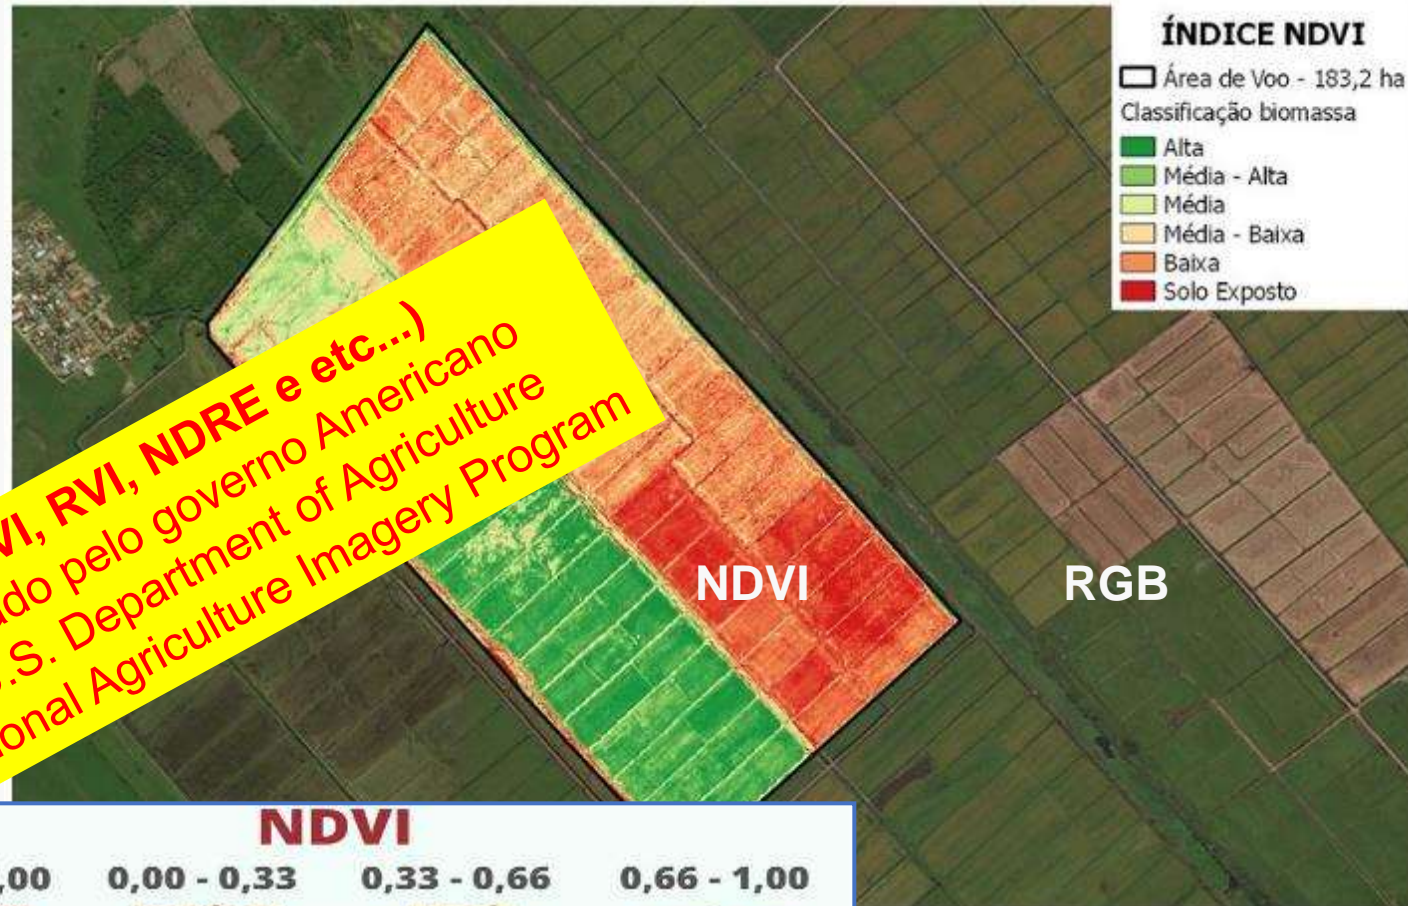 ÍNDICE NDVI
Área de Voo - 183,2 ha
Classificação biomassa
Alta
Média - Alta
Média
Média - Baixa
Baixa
Solo Exposto
RVI, NDRE e etc...)
pelo governo Americano
Department of Agriculture
Agriculture Imagery Program
NDVI
RGB
NDVI
,00 0,00 - 0,33 0,33 - 0,66 0,66 - 1,00